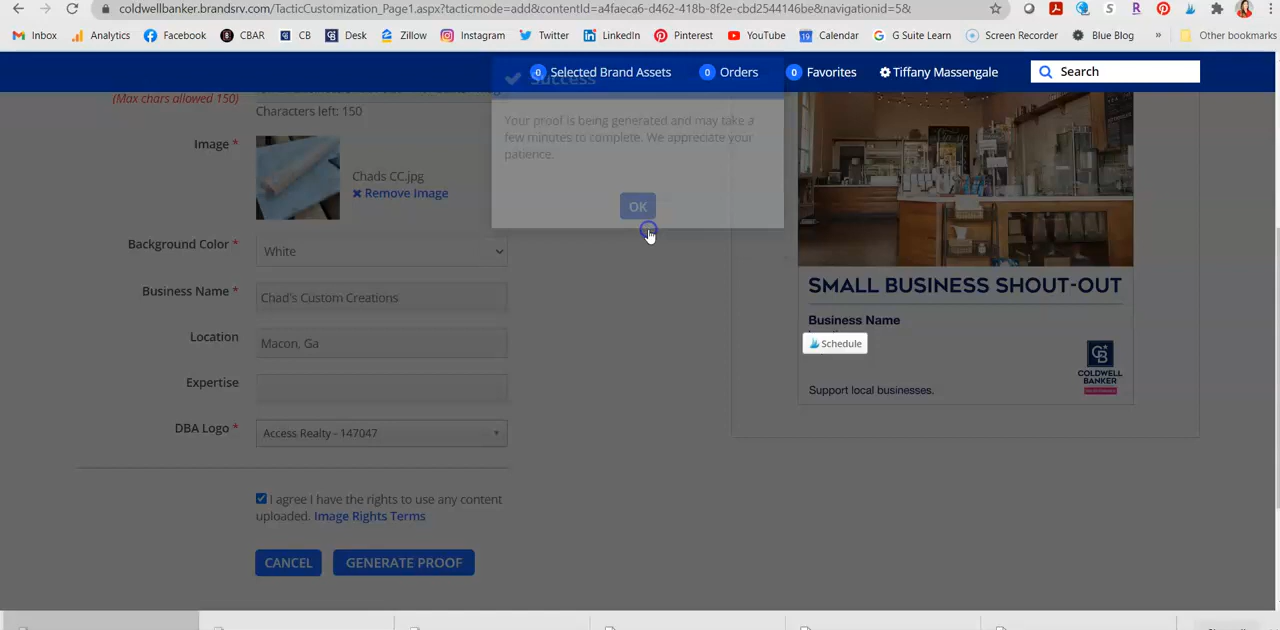 coldwellbanker.brandsrv.com/TacticCustomization_Page1.aspx?tacticmode=add&contentId=a4faeca6-d462-418b-8f2e-cbd2544146be&navigationid=5&
Inbox Analytics Facebook CBAR CB Desk Zillow Instagram Twitter LinkedIn Pinterest YouTube Calendar G Suite Learn Screen Recorder Blue Blog » Other bookmarks
0 Selected Brand Assets 0 Orders 0 Favorites Tiffany Massengale Search
Success
(Max chars allowed 150)
Characters left: 150
Your proof is being generated and may take a
few minutes to complete. We appreciate your
patience.
OK
Image *
Chads CC.jpg
Remove Image
Background Color *
White
Business Name *
Chad's Custom Creations
Location
Macon, Ga
Expertise
DBA Logo *
Access Realty - 147047
I agree I have the rights to use any content
uploaded. Image Rights Terms
CANCEL GENERATE PROOF
SMALL BUSINESS SHOUT-OUT
Business Name
Schedule
Support local businesses.
CB
COLDWELL
BANKER